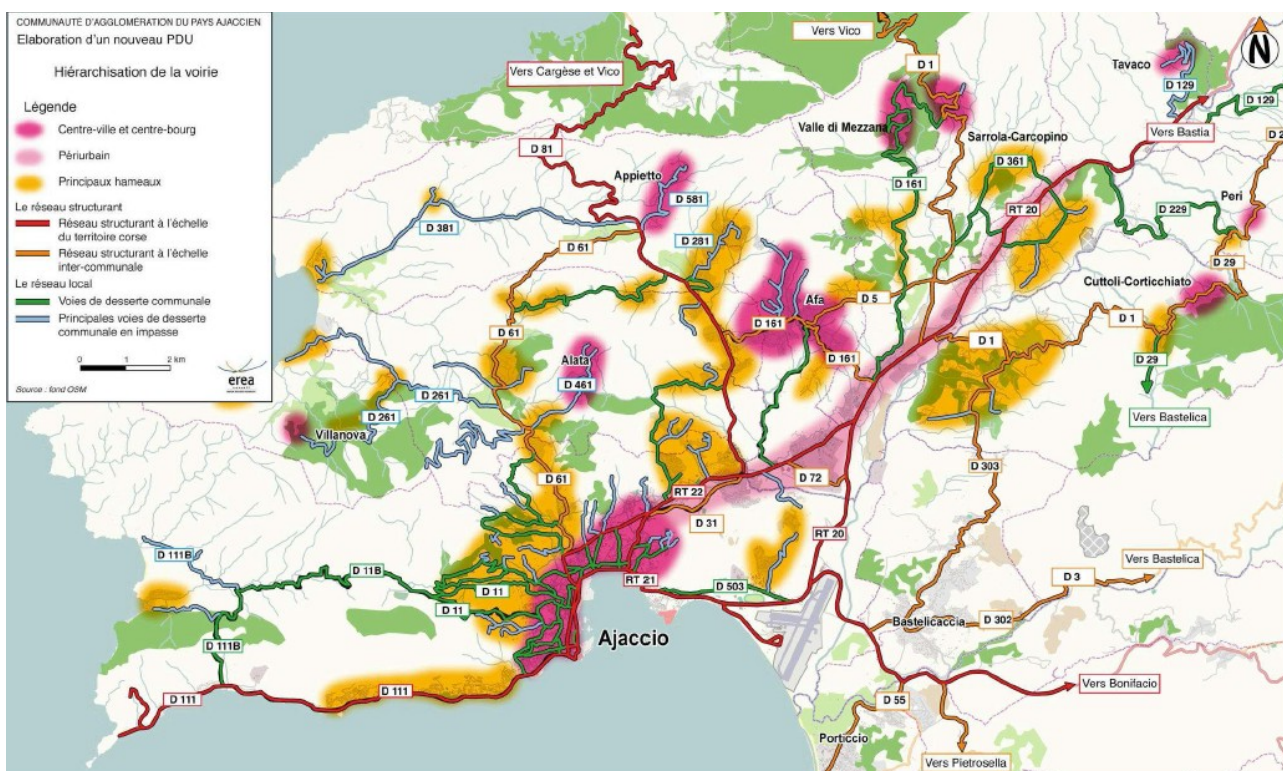 COMMUNAUTÉ D'AGGLOMÉRATION DU PAYS AJACCIEN
Elaboration d'un nouveau PDU
Hiérarchisation de la voirie
Légende
Centre-ville et centre-bourg
Périurbain
Principaux hameaux
Le réseau structurant
Réseau structurant à l'échelle
du territoire corse
Réseau structurant à l'échelle
inter-communale
Le réseau local
Voies de desserte communale
Principales voies de desserte
communale en impasse
0 1 2 km
Source : fond OSM
erea
N
Vers Vico
Vers Cargèse et Vico
D 1
Tavaco
D 129
D 129
Vers Bastia
Valle di Mezzana
Sarrola-Carcopino
D 81
D 361
Appietto
D 161
D 581
RT 20
Peri
D 381
D 61
D 281
D 229
D 29
Cuttoli-Corticchiato
Afa
D 5
D 1
D 61
D 161
D 161
D 1
Alata
D 29
D 461
D 261
D 261
Villanova
Vers Bastelica
D 61
RT 22
D 72
D 303
D 31
RT 20
D 111B
D 11B
RT 21
D 503
D 11
D 11
Vers Bastelica
D 3
Bastelicaccia
D 302
Ajaccio
D 111B
D 111
D 111
Vers Bonifacio
D 55
Porticcio
Vers Pietrosella